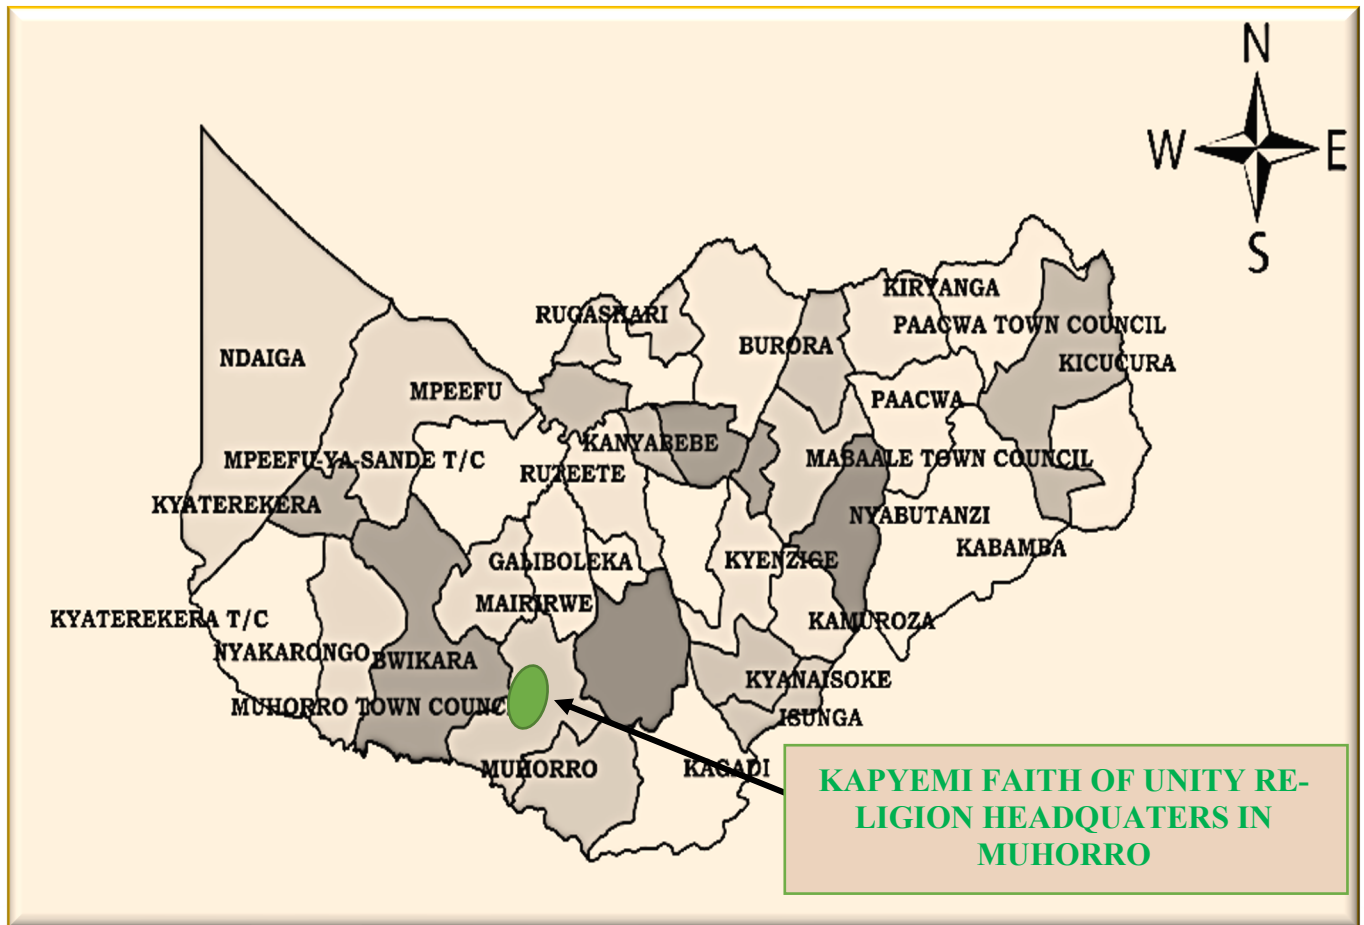 N
W E
S
KIRYANGA
RUGASHARI
PAACWA TOWN COUNCIL
BURORA
NDAIGA
KICUCURA
MPEEFU
PAACWA
KANYABEBE
MPEEFU-YA-SANDE T/C
MABAALE TOWN COUNCIL
RUTEETE
KYATEREKERA
NYABUTANZI
KABAMBA
GALIBOLEKA
KYENZIGE
MAIRIRWE
KYATEREKERA T/C
KAMUROZA
NYAKARONGO
BWIKARA
KYANAISOKE
MUHORRO TOWN COUNC
ISUNGA
MUHORRO
KAGADI
KAPYEMI FAITH OF UNITY RE-
LIGION HEADQUATERS IN
MUHORRO